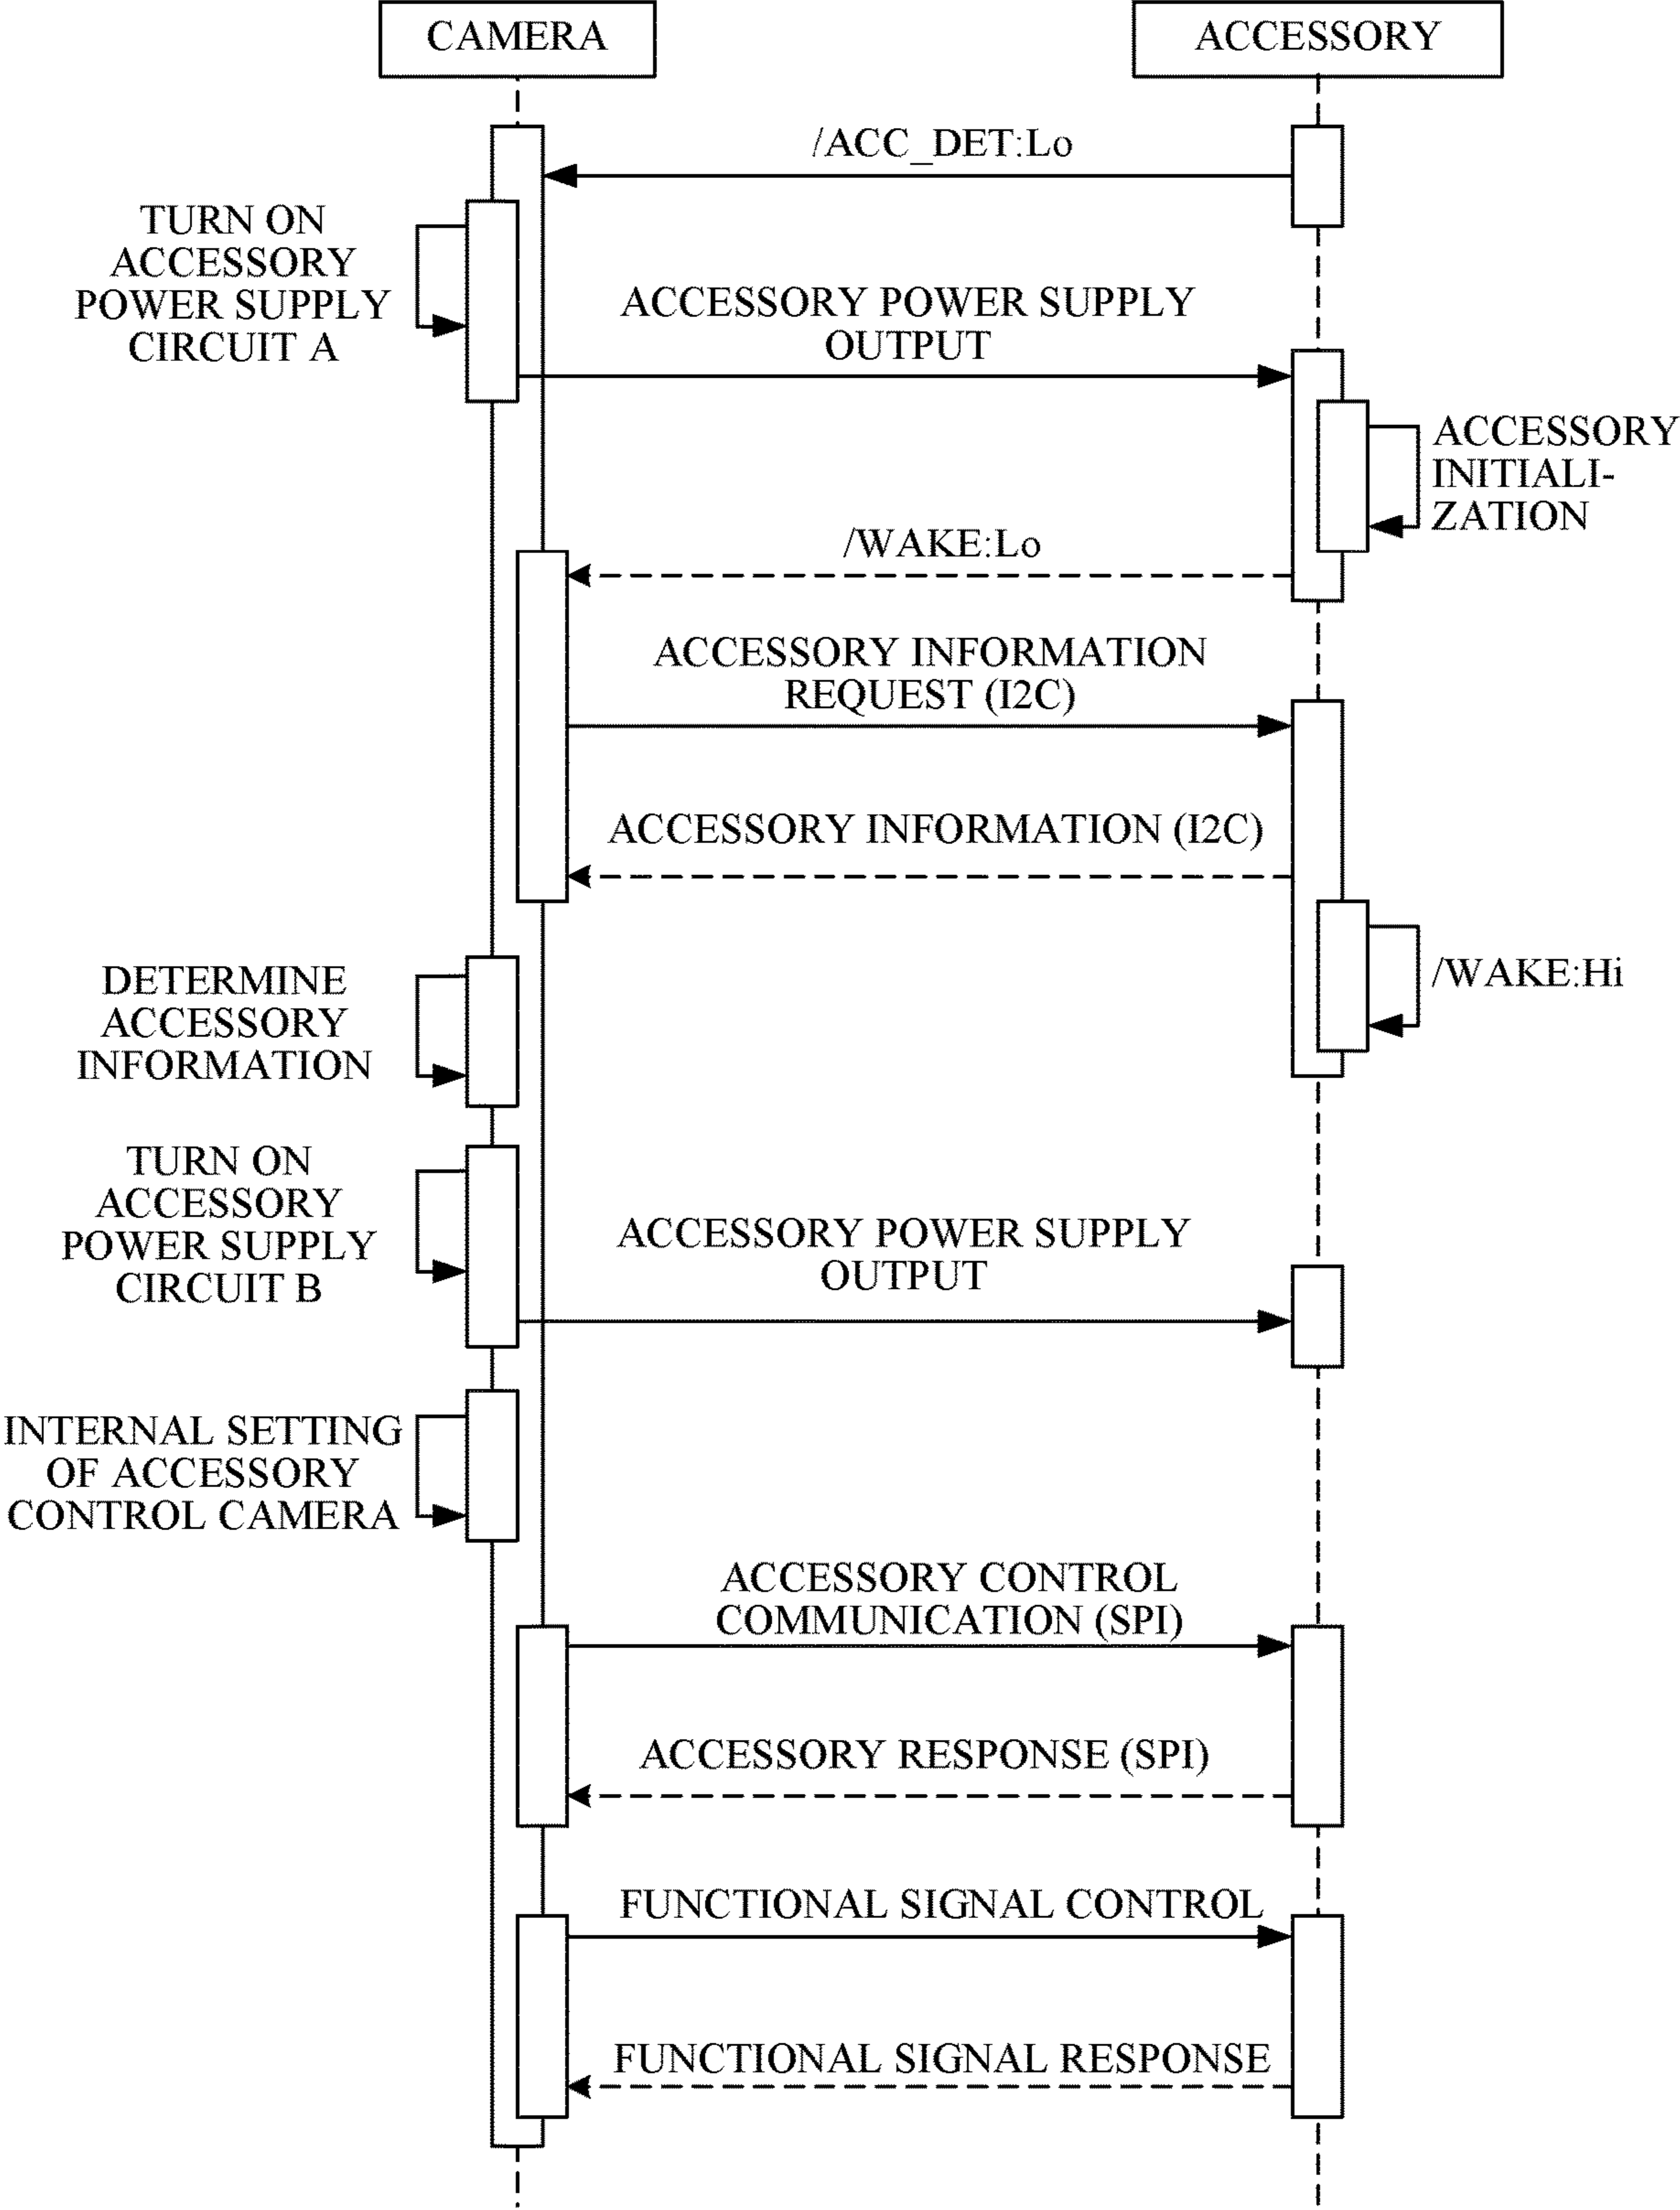 CAMERA
ACCESSORY
/ACC_DET:Lo
TURN ON
ACCESSORY
POWER SUPPLY
CIRCUIT A
ACCESSORY POWER SUPPLY
OUTPUT
ACCESSORY
INITIALI-
ZATION
/WAKE:Lo
ACCESSORY INFORMATION
REQUEST (I2C)
ACCESSORY INFORMATION (I2C)
/WAKE:Hi
DETERMINE
ACCESSORY
INFORMATION
TURN ON
ACCESSORY
POWER SUPPLY
CIRCUIT B
ACCESSORY POWER SUPPLY
OUTPUT
INTERNAL SETTING
OF ACCESSORY
CONTROL CAMERA
ACCESSORY CONTROL
COMMUNICATION (SPI)
ACCESSORY RESPONSE (SPI)
FUNCTIONAL SIGNAL CONTROL
FUNCTIONAL SIGNAL RESPONSE